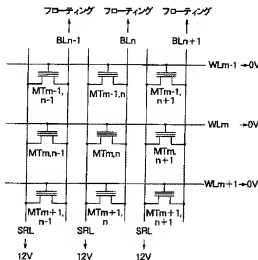 フローティング フローティング フローティング
BLn-1 BLn BLn+1
WLm-1→0V
MTm-1, n-1 MTm-1,n MTm-1, n+1
WLm→0V
MTm,n-1 MTm,n MTm, n+1
WLm+1→0V
MTm+1, n-1 MTm+1, n MTm+1, n+1
SRL SRL SRL
12V 12V 12V